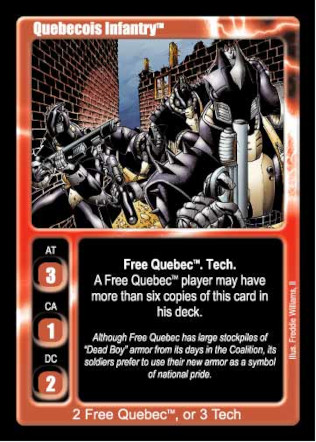 Quebecois Infantry™
AT
3
CA
1
DC
2
Free Quebec™. Tech.
A Free Quebec™ player may have
more than six copies of this card in
his deck.
Although Free Quebec has large stockpiles of
"Dead Boy" armor from its days in the Coalition, its
soldiers prefer to use their new armor as a symbol
of national pride.
Illus. Freddie Williams, II
2 Free Quebec™, or 3 Tech